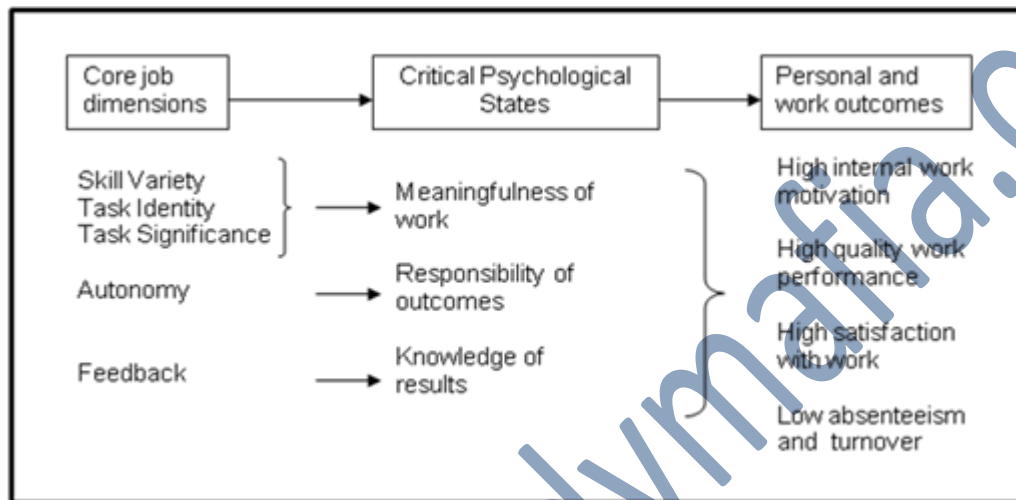 Core job
dimensions
Critical Psychological
States
Personal and
work outcomes
Skill Variety
Task Identity
Task Significance
Meaningfulness of
work
High internal work
motivation
High quality work
performance
Autonomy
Responsibility of
outcomes
High satisfaction
with work
Feedback
Knowledge of
results
Low absenteeism
and turnover